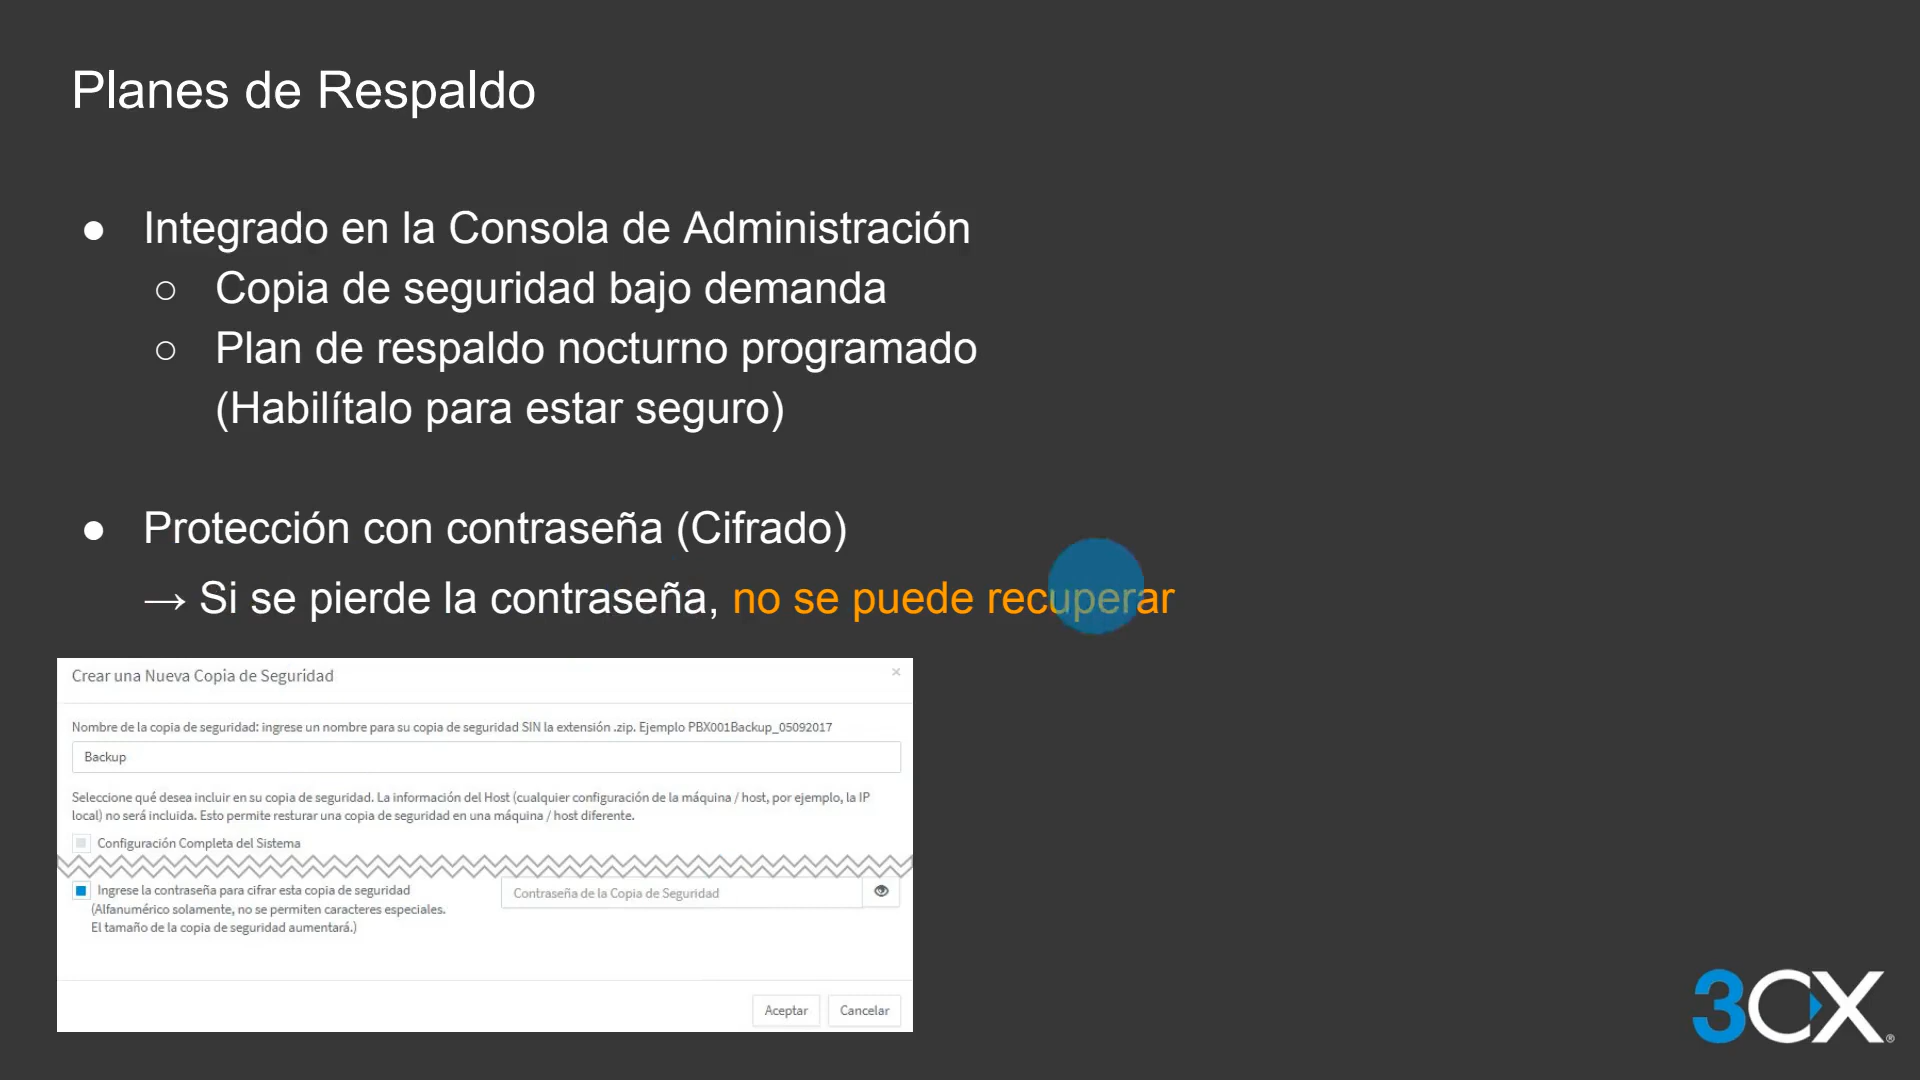 Planes de Respaldo
● Integrado en la Consola de Administración
○ Copia de seguridad bajo demanda
○ Plan de respaldo nocturno programado
(Habilítalo para estar seguro)
● Protección con contraseña (Cifrado)
→ Si se pierde la contraseña, no se puede recuperar
Crear una Nueva Copia de Seguridad ×
Nombre de la copia de seguridad: ingrese un nombre para su copia de seguridad SIN la extensión .zip. Ejemplo PBX001Backup_05092017
Backup
Seleccione qué desea incluir en su copia de seguridad. La información del Host (cualquier configuración de la máquina / host, por ejemplo, la IP
local) no será incluida. Esto permite resturar una copia de seguridad en una máquina / host diferente.
Configuración Completa del Sistema
Ingrese la contraseña para cifrar esta copia de seguridad
(Alfanumérico solamente, no se permiten caracteres especiales.
El tamaño de la copia de seguridad aumentará.)
Contraseña de la Copia de Seguridad
Aceptar Cancelar
3CX®